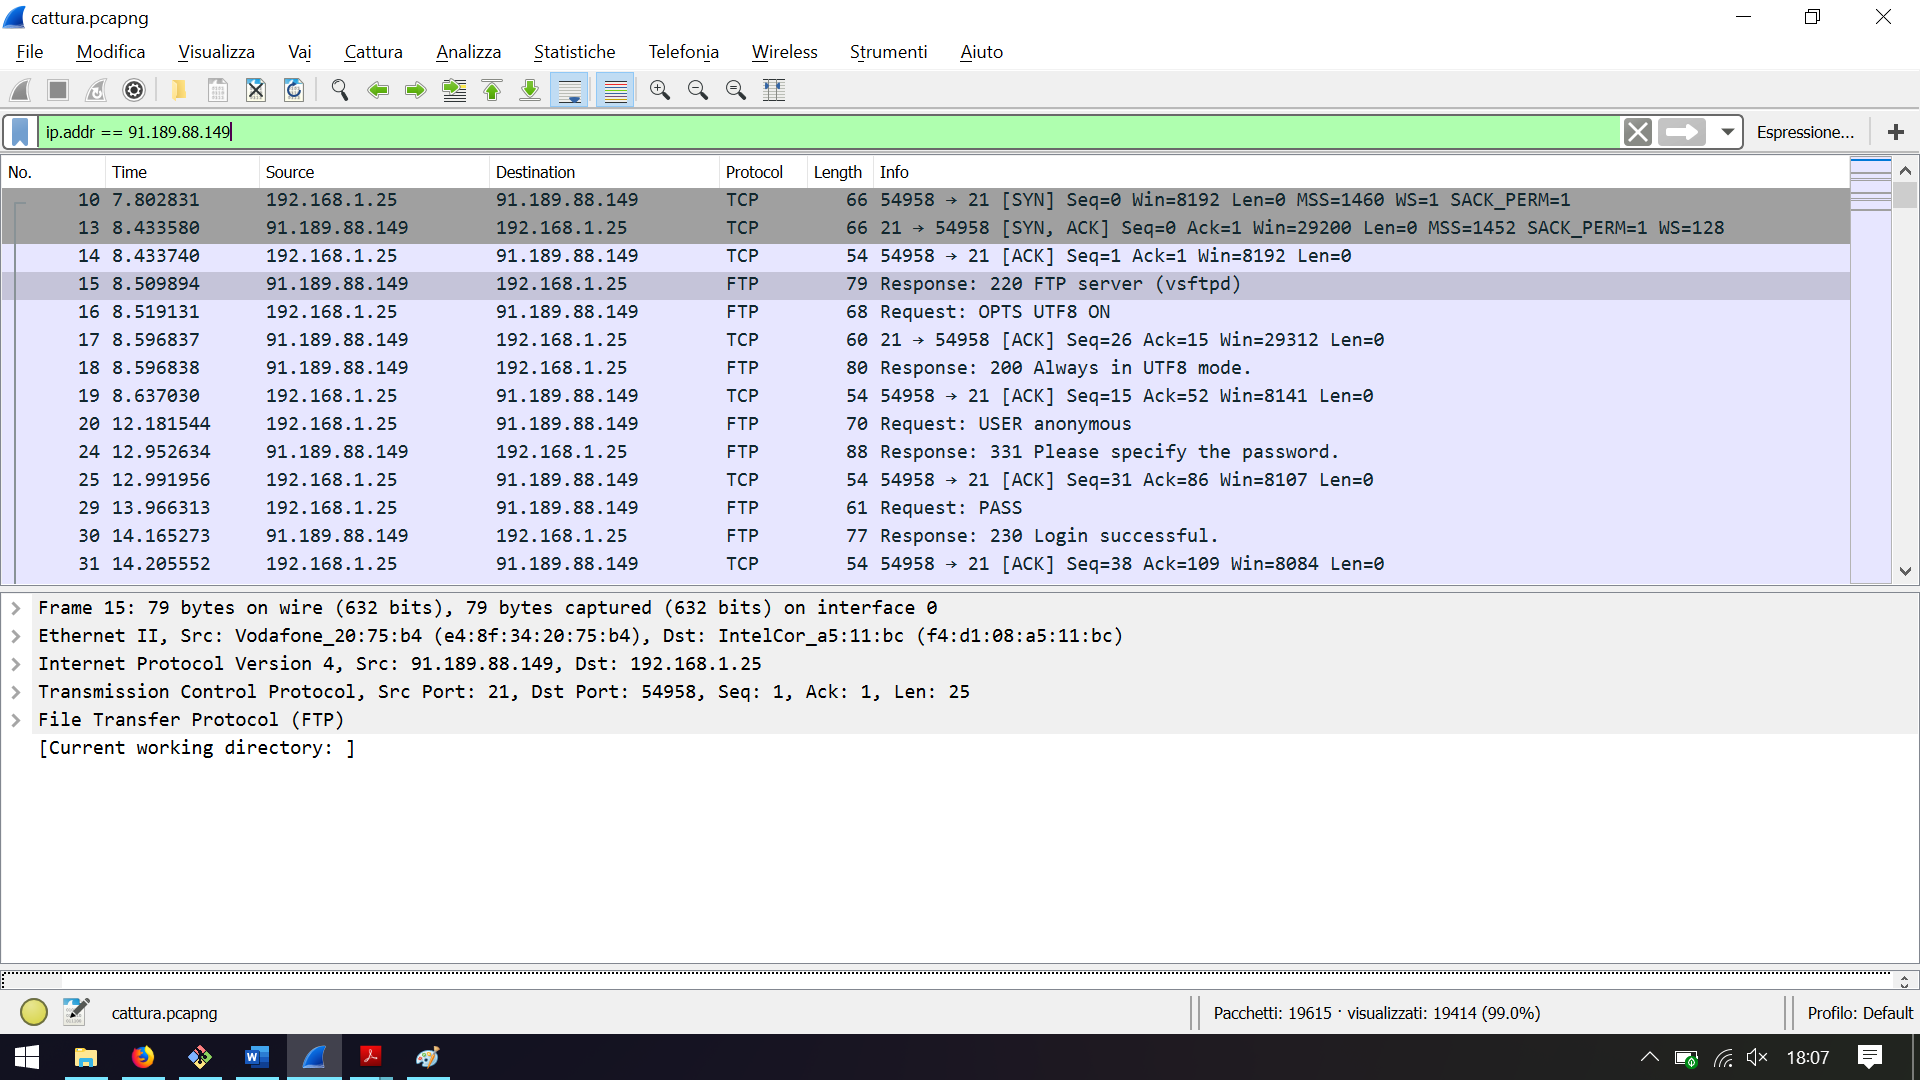 cattura.pcapng
File Modifica Visualizza Vai Cattura Analizza Statistiche Telefonia Wireless Strumenti Aiuto
ip.addr == 91.189.88.149 Espressione... +
No. Time Source Destination Protocol Length Info
10 7.802831 192.168.1.25 91.189.88.149 TCP 66 54958 → 21 [SYN] Seq=0 Win=8192 Len=0 MSS=1460 WS=1 SACK_PERM=1
13 8.433580 91.189.88.149 192.168.1.25 TCP 66 21 → 54958 [SYN, ACK] Seq=0 Ack=1 Win=29200 Len=0 MSS=1452 SACK_PERM=1 WS=128
14 8.433740 192.168.1.25 91.189.88.149 TCP 54 54958 → 21 [ACK] Seq=1 Ack=1 Win=8192 Len=0
15 8.509894 91.189.88.149 192.168.1.25 FTP 79 Response: 220 FTP server (vsftpd)
16 8.519131 192.168.1.25 91.189.88.149 FTP 68 Request: OPTS UTF8 ON
17 8.596837 91.189.88.149 192.168.1.25 TCP 60 21 → 54958 [ACK] Seq=26 Ack=15 Win=29312 Len=0
18 8.596838 91.189.88.149 192.168.1.25 FTP 80 Response: 200 Always in UTF8 mode.
19 8.637030 192.168.1.25 91.189.88.149 TCP 54 54958 → 21 [ACK] Seq=15 Ack=52 Win=8141 Len=0
20 12.181544 192.168.1.25 91.189.88.149 FTP 70 Request: USER anonymous
24 12.952634 91.189.88.149 192.168.1.25 FTP 88 Response: 331 Please specify the password.
25 12.991956 192.168.1.25 91.189.88.149 TCP 54 54958 → 21 [ACK] Seq=31 Ack=86 Win=8107 Len=0
29 13.966313 192.168.1.25 91.189.88.149 FTP 61 Request: PASS
30 14.165273 91.189.88.149 192.168.1.25 FTP 77 Response: 230 Login successful.
31 14.205552 192.168.1.25 91.189.88.149 TCP 54 54958 → 21 [ACK] Seq=38 Ack=109 Win=8084 Len=0
Frame 15: 79 bytes on wire (632 bits), 79 bytes captured (632 bits) on interface 0
Ethernet II, Src: Vodafone_20:75:b4 (e4:8f:34:20:75:b4), Dst: IntelCor_a5:11:bc (f4:d1:08:a5:11:bc)
Internet Protocol Version 4, Src: 91.189.88.149, Dst: 192.168.1.25
Transmission Control Protocol, Src Port: 21, Dst Port: 54958, Seq: 1, Ack: 1, Len: 25
File Transfer Protocol (FTP)
[Current working directory: ]
cattura.pcapng Pacchetti: 19615 · visualizzati: 19414 (99.0%) Profilo: Default
18:07